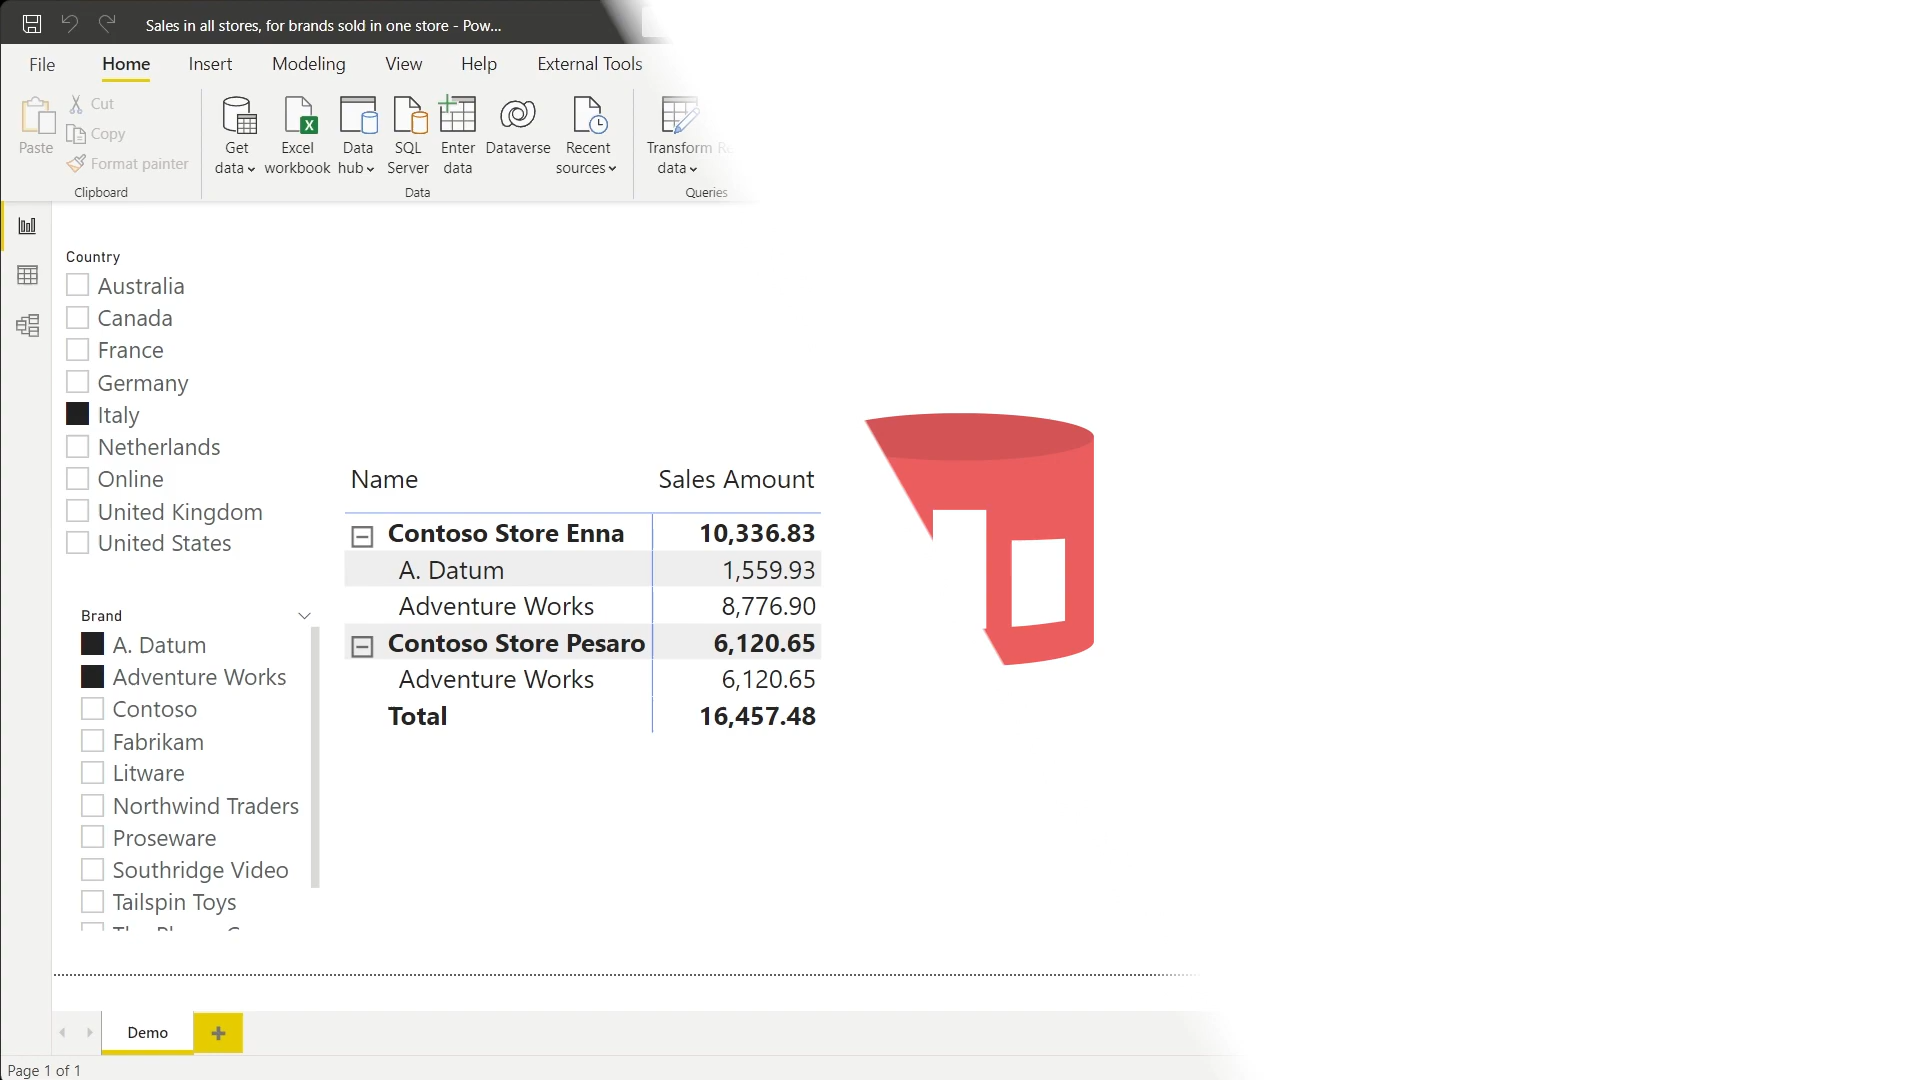 Sales in all stores, for brands sold in one store - Pow...
File Home Insert Modeling View Help External Tools
Paste
Cut
Copy
Format painter
Clipboard
Get data
Excel workbook
Data hub
SQL Server
Enter data
Dataverse
Recent sources
Data
Transform data
Queries
Country
Australia
Canada
France
Germany
Italy
Netherlands
Online
United Kingdom
United States
Brand
A. Datum
Adventure Works
Contoso
Fabrikam
Litware
Northwind Traders
Proseware
Southridge Video
Tailspin Toys
Name Sales Amount
Contoso Store Enna 10,336.83
A. Datum 1,559.93
Adventure Works 8,776.90
Contoso Store Pesaro 6,120.65
Adventure Works 6,120.65
Total 16,457.48
Demo
Page 1 of 1